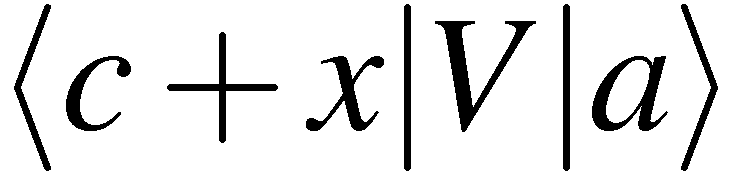 ⟨c + x|V|a⟩